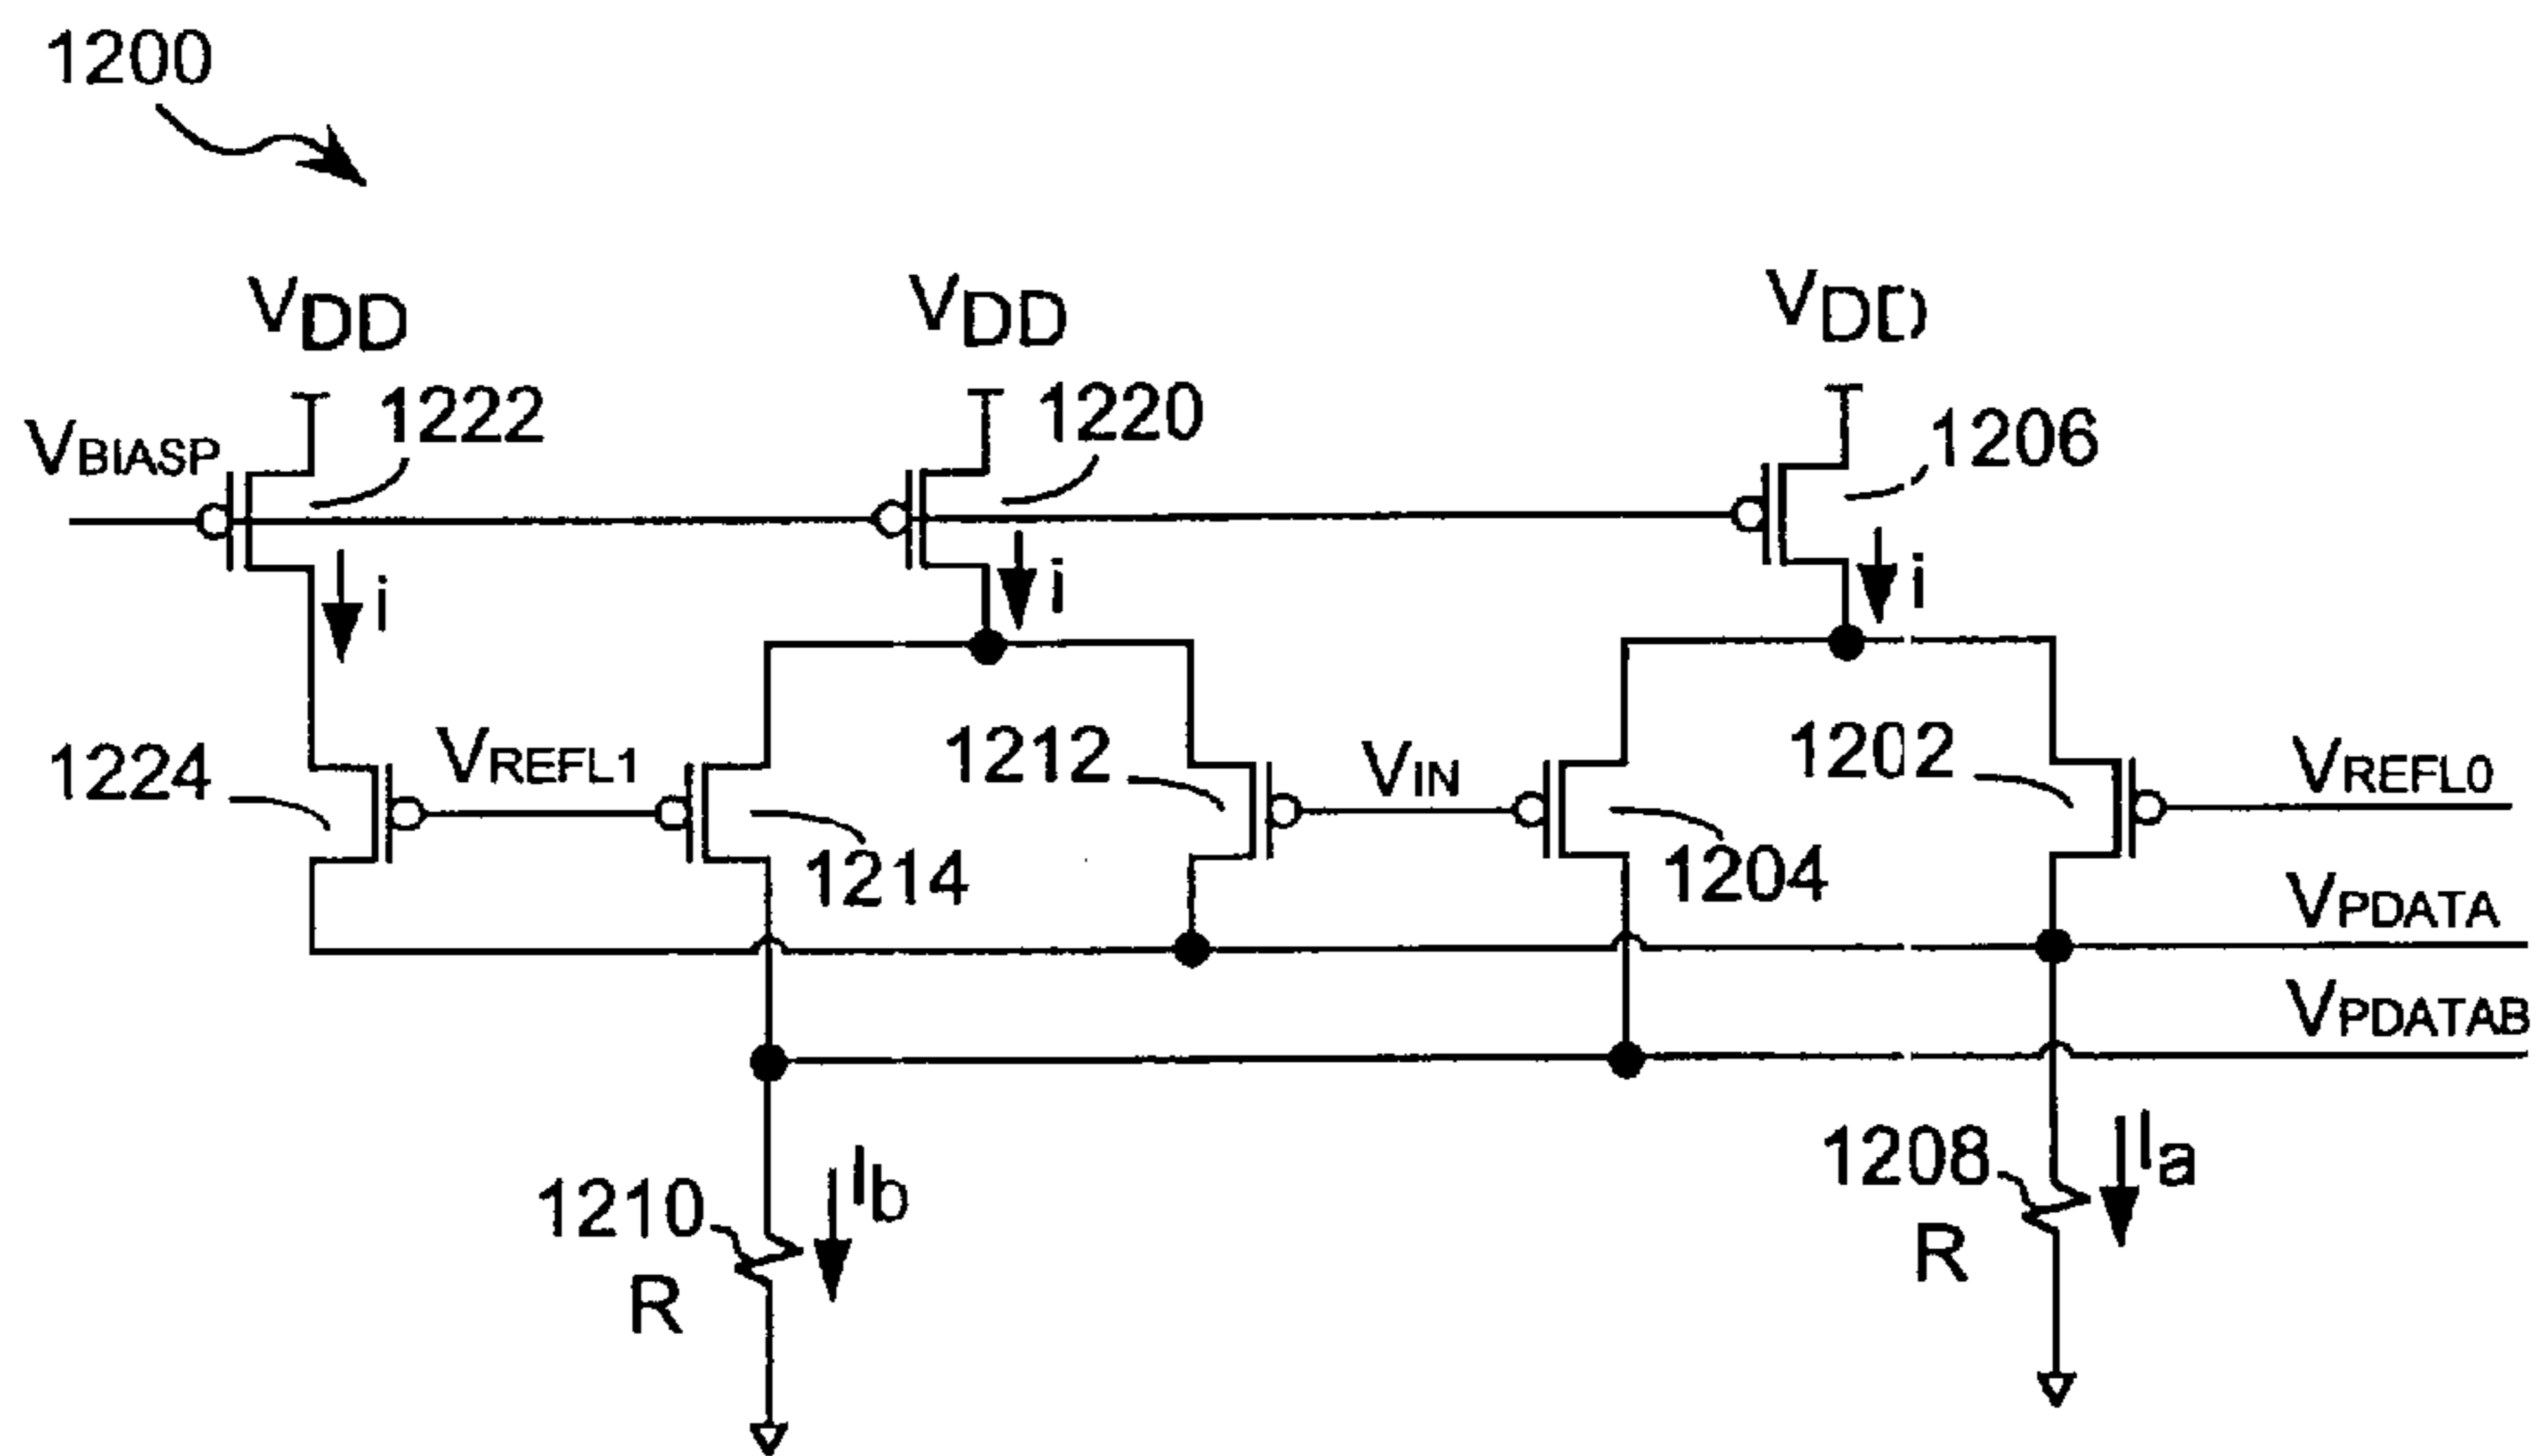 1200
VDD VDD VDD
VBIASP 1222 1220 1206
i i i
1224 VREFL1 1214 1212 VIN 1204 1202 VREFL0
VPDATA
VPDATAB
1210 R Ib 1208 R Ia